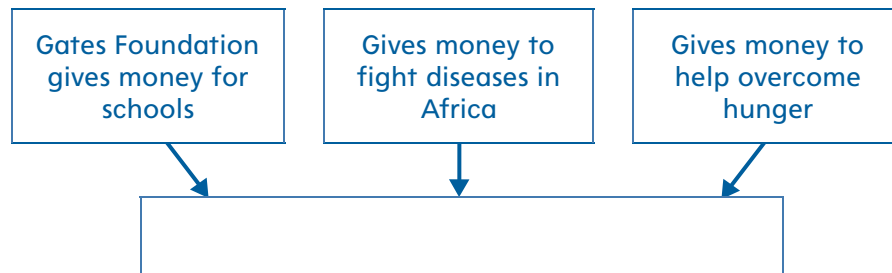 Gates Foundation
gives money for
schools
Gives money to
fight diseases in
Africa
Gives money to
help overcome
hunger